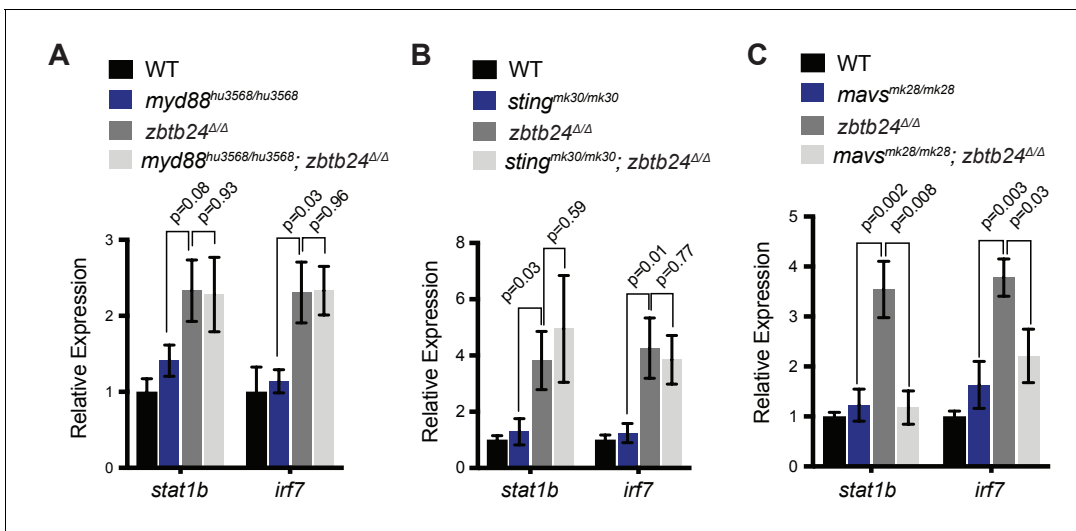 A
WT
myd88hu3568/hu3568
zbtb24Δ/Δ
myd88hu3568/hu3568; zbtb24Δ/Δ
p=0.08
p=0.93
p=0.03
p=0.96
Relative Expression
3
2
1
0
stat1b
irf7
B
WT
stingmk30/mk30
zbtb24Δ/Δ
stingmk30/mk30; zbtb24Δ/Δ
p=0.03
p=0.59
p=0.01
p=0.77
Relative Expression
8
6
4
2
0
stat1b
irf7
C
WT
mavsmk28/mk28
zbtb24Δ/Δ
mavsmk28/mk28; zbtb24Δ/Δ
p=0.002
p=0.008
p=0.003
p=0.03
Relative Expression
5
4
3
2
1
0
stat1b
irf7